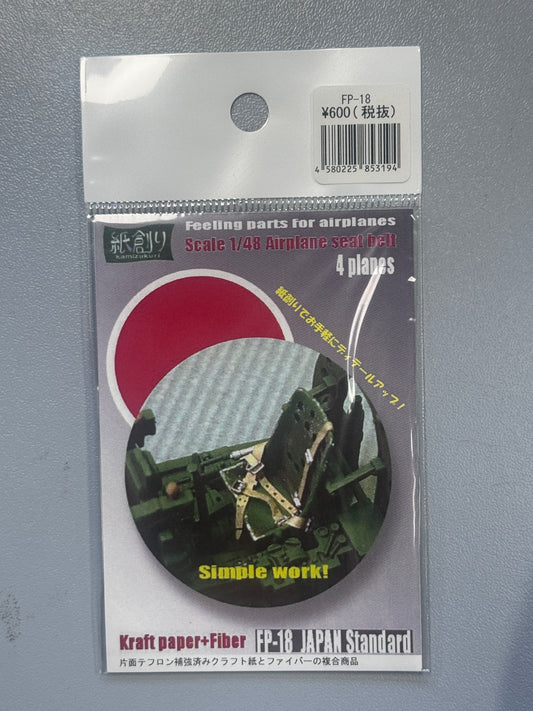 FP-18
¥600(税抜)
4 580225 853194
Feeling parts for airplanes
紙創り
kamizukuri
Scale 1/48 Airplane seat belt
4 planes
紙創りでお手軽にディテールアップ!
Simple work!
Kraft paper+Fiber FP-18 JAPAN Standard
片面テフロン補強済みクラフト紙とファイバーの複合商品